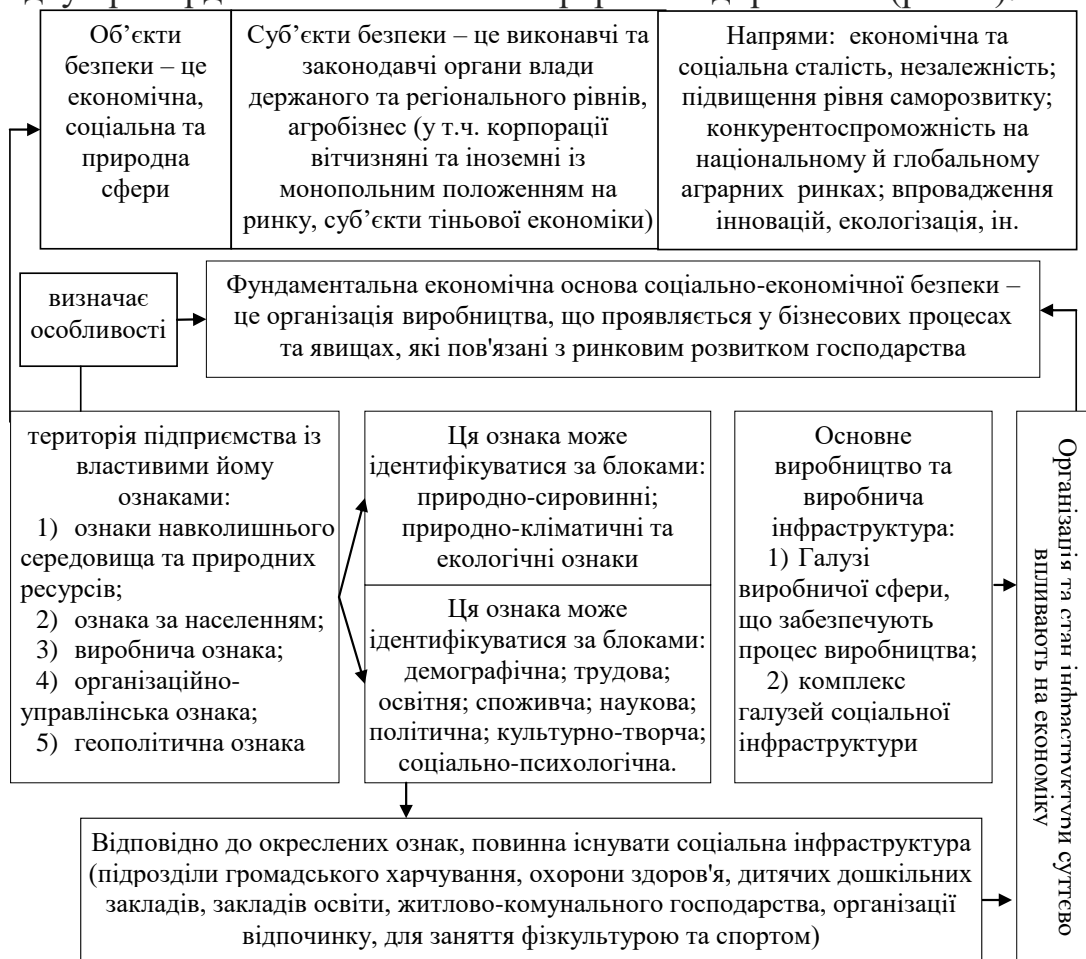 Об’єкти
безпеки – це
економічна,
соціальна та
природна
сфери
Суб’єкти безпеки – це виконавчі та
законодавчі органи влади
держаного та регіонального рівнів,
агробізнес (у т.ч. корпорації
вітчизняні та іноземні із
монопольним положенням на
ринку, суб’єкти тіньової економіки)
Напрями: економічна та
соціальна сталість, незалежність;
підвищення рівня саморозвитку;
конкурентоспроможність на
національному й глобальному
аграрних ринках; впровадження
інновацій, екологізація, ін.
визначає
особливості
Фундаментальна економічна основа соціально-економічної безпеки –
це організація виробництва, що проявляється у бізнесових процесах
та явищах, які пов'язані з ринковим розвитком господарства
територія підприємства із
властивими йому
ознаками:
1) ознаки навколишнього
середовища та природних
ресурсів;
2) ознака за населенням;
3) виробнича ознака;
4) організаційно-
управлінська ознака;
5) геополітична ознака
Ця ознака може
ідентифікуватися за блоками:
природно-сировинні;
природно-кліматичні та
екологічні ознаки
Ця ознака може
ідентифікуватися за блоками:
демографічна; трудова;
освітня; споживча; наукова;
політична; культурно-творча;
соціально-психологічна.
Основне
виробництво та
виробнича
інфраструктура:
1) Галузі
виробничої сфери,
що забезпечують
процес виробництва;
2) комплекс
галузей соціальної
інфраструктури
Організація та стан інфраструктури суттєво
впливають на економіку
Відповідно до окреслених ознак, повинна існувати соціальна інфраструктура
(підрозділи громадського харчування, охорони здоров'я, дитячих дошкільних
закладів, закладів освіти, житлово-комунального господарства, організації
відпочинку, для заняття фізкультурою та спортом)